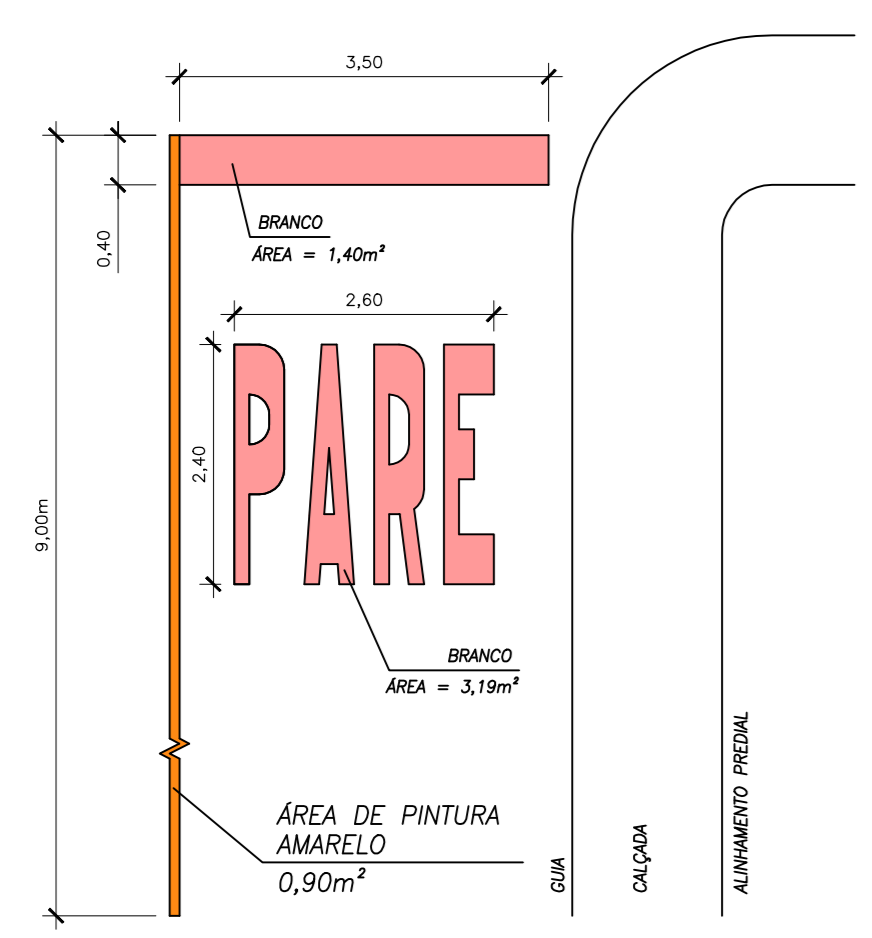 3,50
0,40
BRANCO
ÁREA = 1,40m²
2,60
2,40
PARE
9,00m
BRANCO
ÁREA = 3,19m²
ÁREA DE PINTURA
AMARELO
0,90m²
GUIA
CALÇADA
ALINHAMENTO PREDIAL